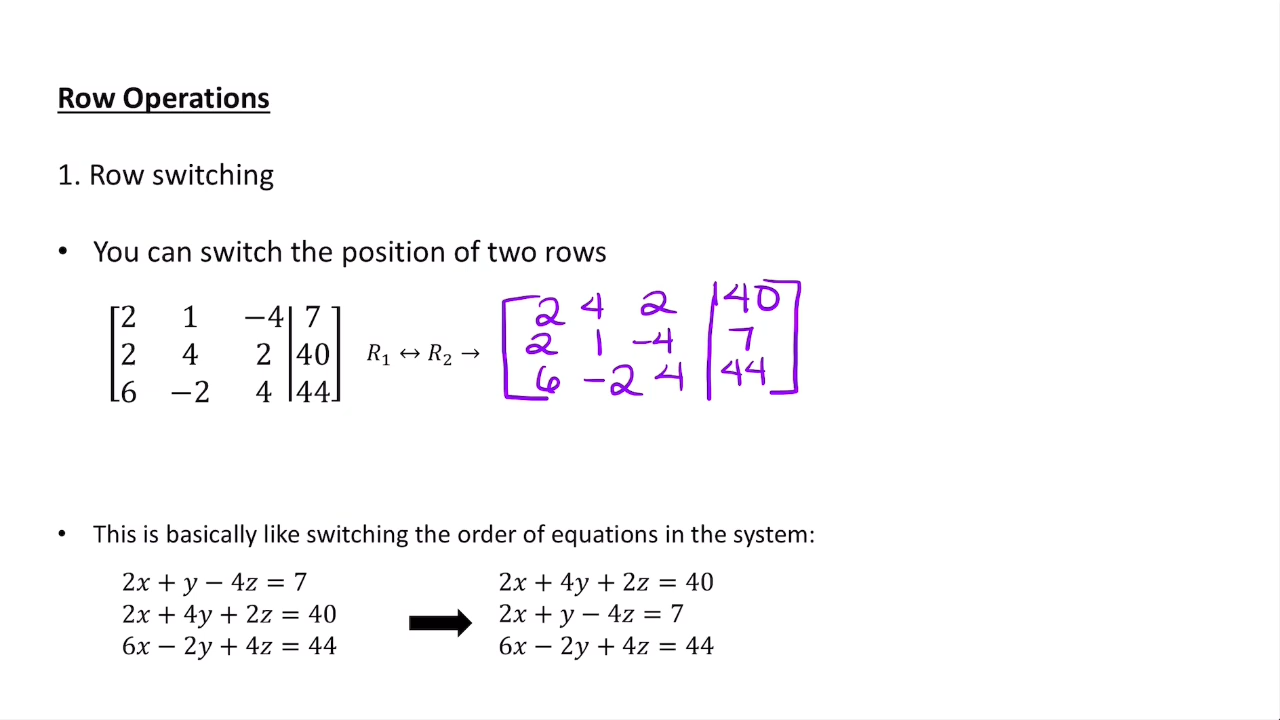 Row Operations
1. Row switching
• You can switch the position of two rows
[2 1 −4 | 7]
[2 4 2 | 40]
[6 −2 4 | 44]
R₁ ↔ R₂ →
[2 4 2 | 40]
[2 1 -4 | 7]
[6 -2 4 | 44]
• This is basically like switching the order of equations in the system:
2x + y − 4z = 7
2x + 4y + 2z = 40
6x − 2y + 4z = 44
2x + 4y + 2z = 40
2x + y − 4z = 7
6x − 2y + 4z = 44